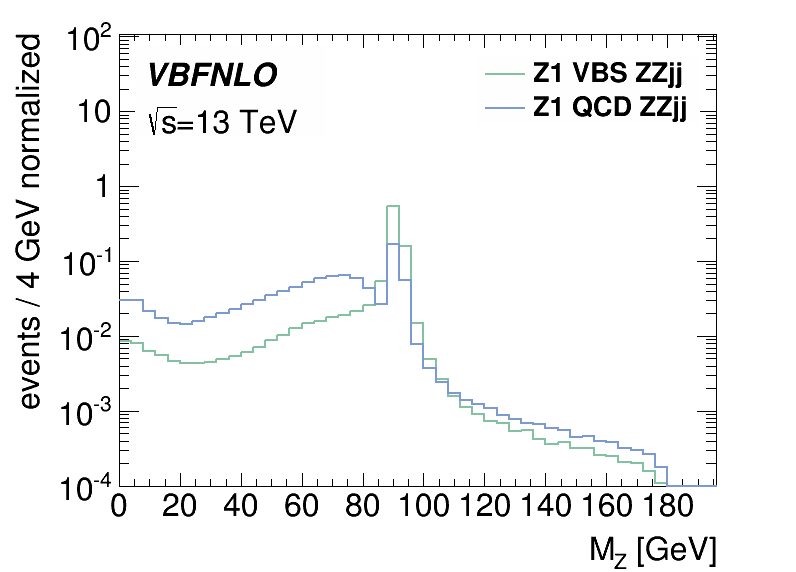 events / 4 GeV normalized
10²
10
1
10⁻¹
10⁻²
10⁻³
10⁻⁴
VBFNLO
√s=13 TeV
Z1 VBS ZZjj
Z1 QCD ZZjj
0 20 40 60 80 100 120 140 160 180
M_Z [GeV]